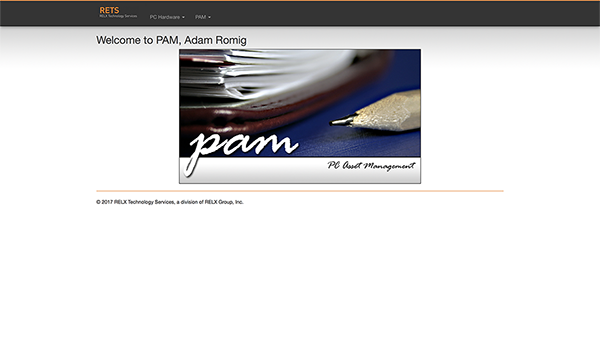 RETS
RELX Technology Services
PC Hardware
PAM
Welcome to PAM, Adam Romig
pam
PC Asset Management
© 2017 RELX Technology Services, a division of RELX Group, Inc.